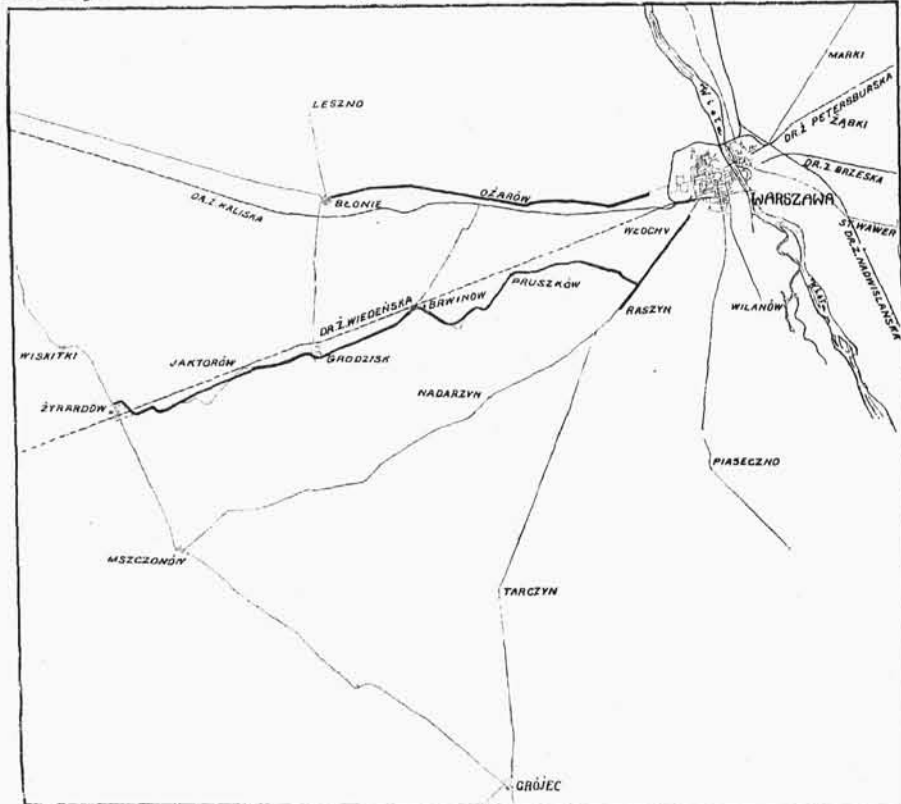 MARKI
DR.Ż. PETERSBURSKA
ZĄBKI
LESZNO
Wisła
DR.Ż. BRZESKA
DR.Ż. KALISKA
BŁONIE
OŻARÓW
WARSZAWA
ST. WAWER
WŁOCHY
DR.Ż. NADWIŚLAŃSKA
DR.Ż. WIEDEŃSKA
BRWINÓW
PRUSZKÓW
RASZYN
WILANÓW
Wisła
WISKITKI
JAKTORÓW
GRODZISK
NADARZYN
ŻYRARDÓW
PIASECZNO
MSZCZONÓW
TARCZYN
GRÓJEC